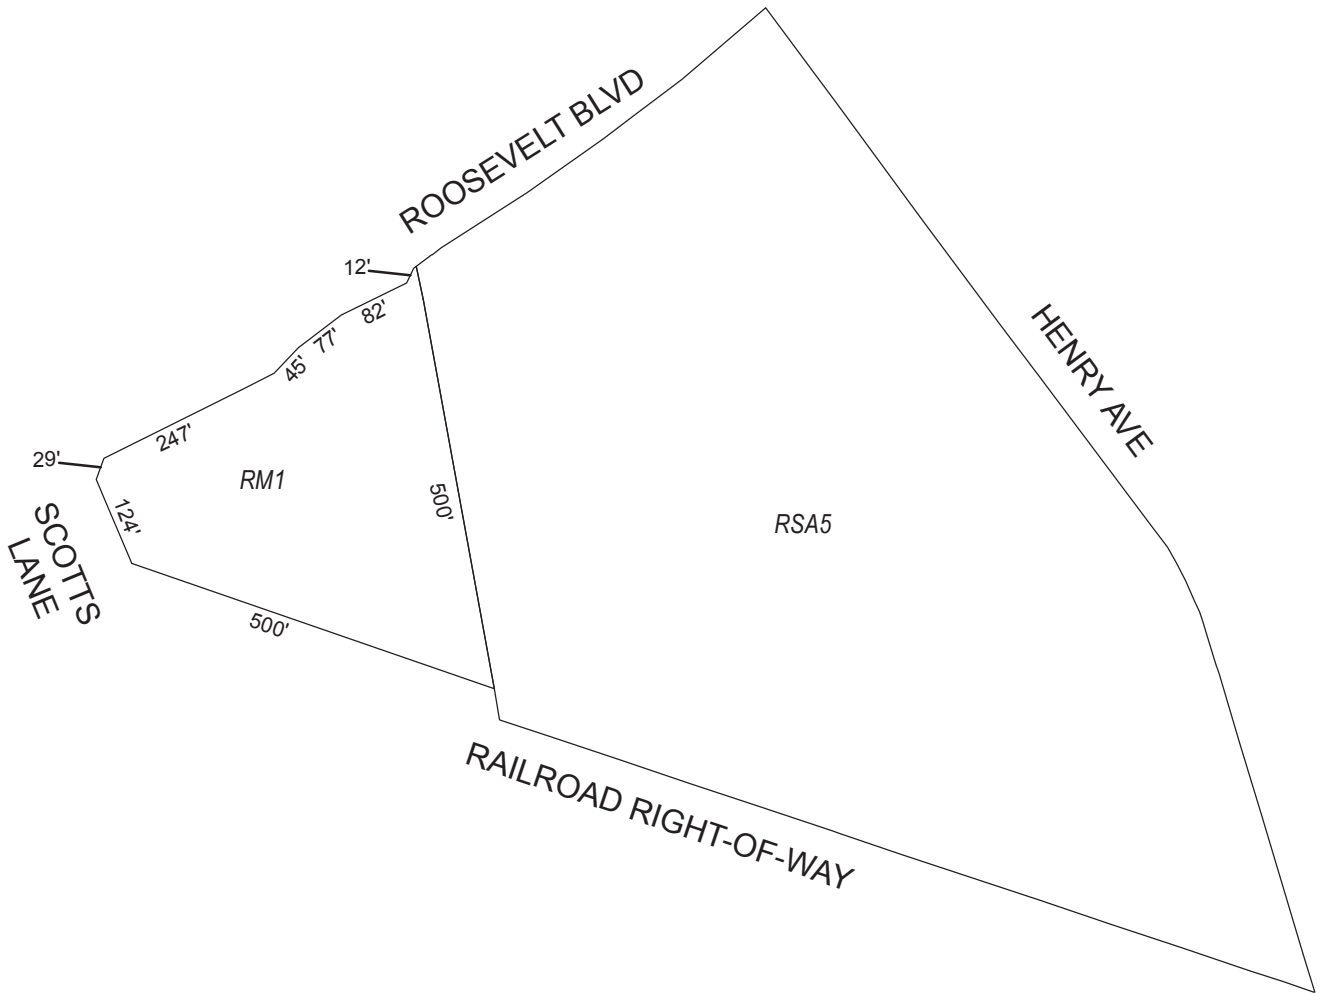 ROOSEVELT BLVD
12'
82'
77'
45'
HENRY AVE
247'
29'
RM1
500'
124'
RSA5
SCOTTS
LANE
500'
RAILROAD RIGHT-OF-WAY